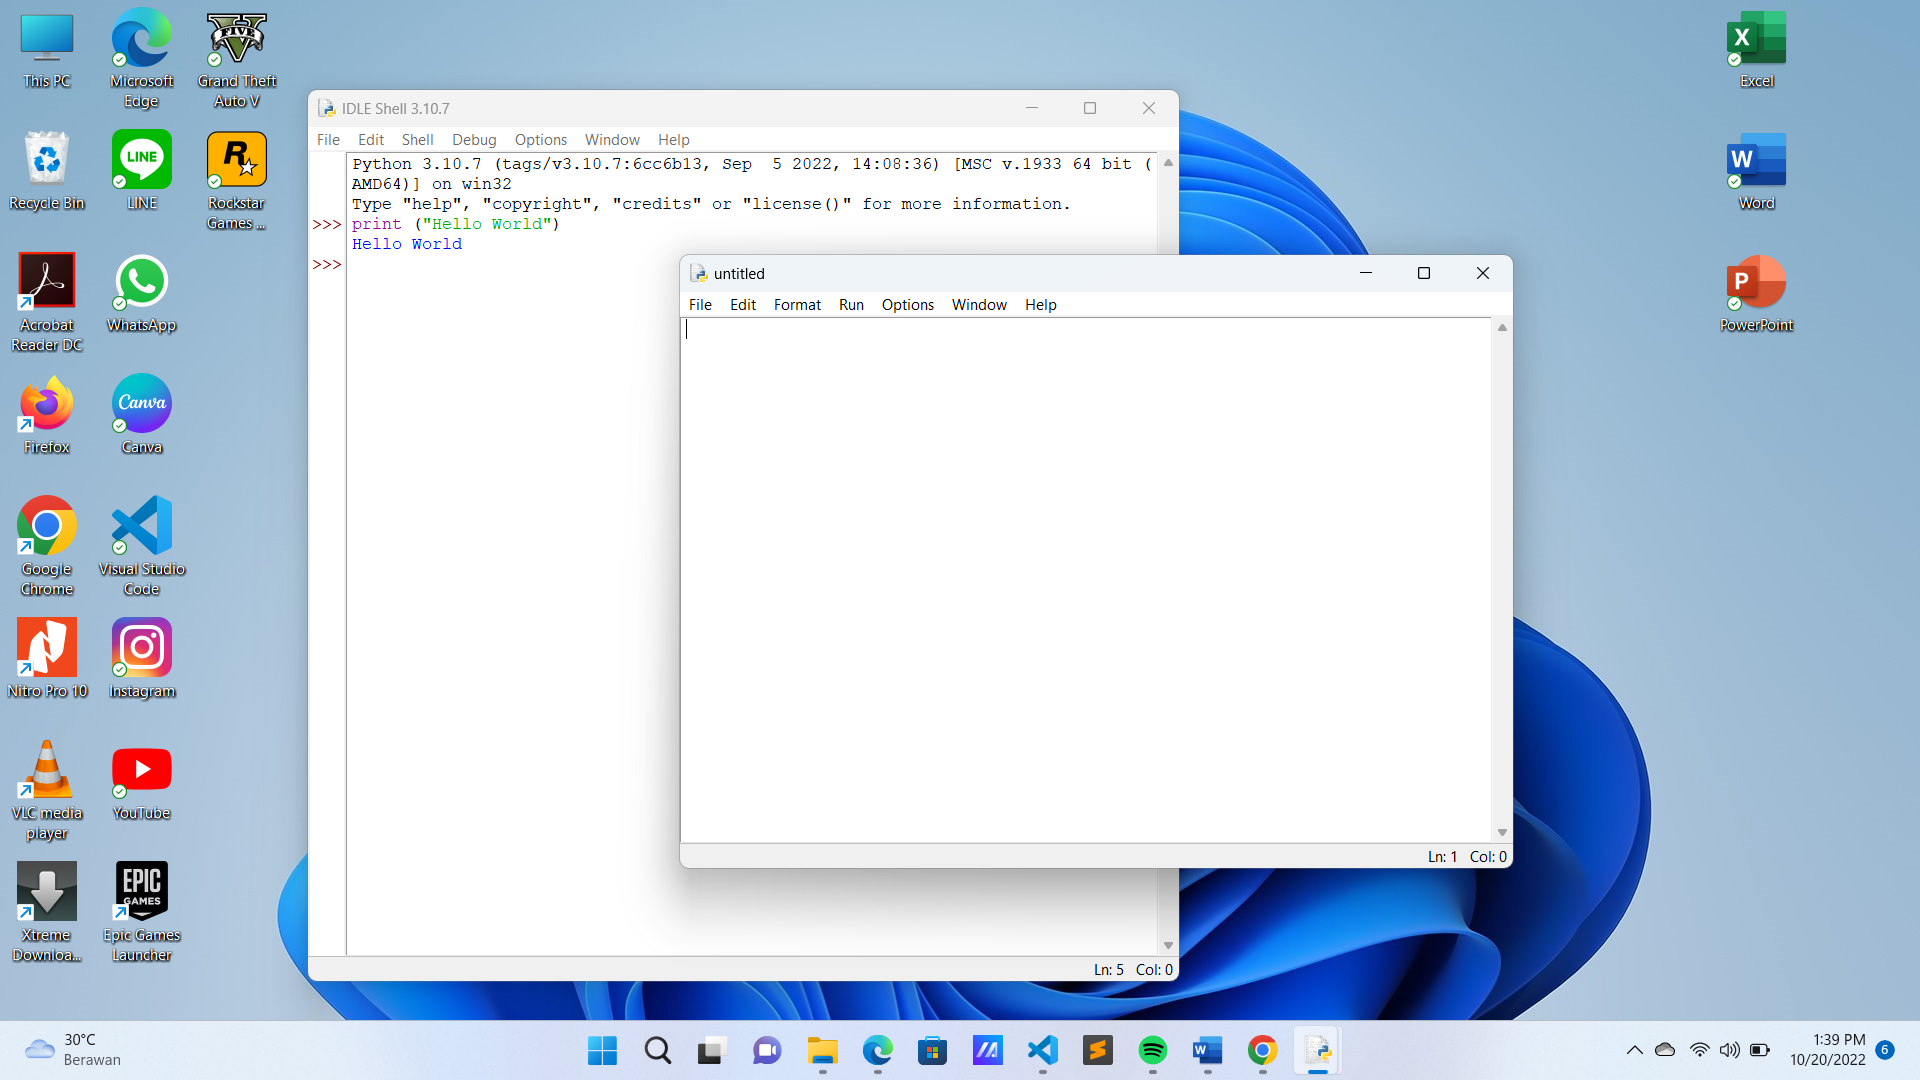 This PC
Microsoft
Edge
Grand Theft
Auto V
Recycle Bin
LINE
LINE
R
Rockstar
Games ...
Acrobat
Reader DC
WhatsApp
Firefox
Canva
Canva
Google
Chrome
Visual Studio
Code
Nitro Pro 10
Instagram
VLC media
player
YouTube
EPIC
GAMES
Xtreme
Downloa...
Epic Games
Launcher
FIVE
X
Excel
W
Word
P
PowerPoint
IDLE Shell 3.10.7
File Edit Shell Debug Options Window Help
Python 3.10.7 (tags/v3.10.7:6cc6b13, Sep  5 2022, 14:08:36) [MSC v.1933 64 bit (
AMD64)] on win32
Type "help", "copyright", "credits" or "license()" for more information.
>>> print ("Hello World")
Hello World
>>>
Ln: 5 Col: 0
untitled
File Edit Format Run Options Window Help
Ln: 1 Col: 0
30°C
Berawan
W
1:39 PM
10/20/2022
6